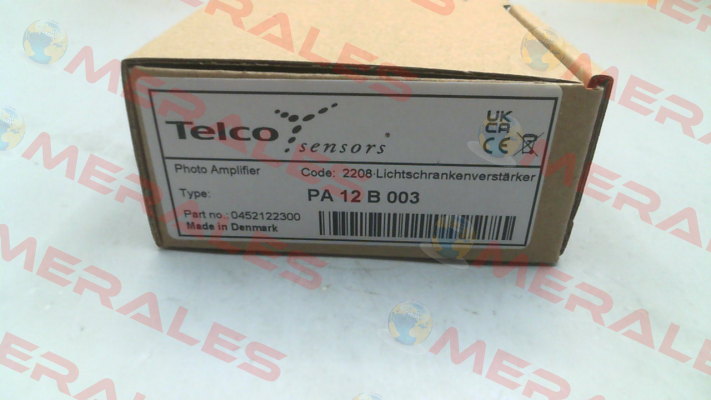 Telco sensors
UK
CA
CE
Photo Amplifier Code: 2208-Lichtschrankenverstärker
Type: PA 12 B 003
Part no.: 0452122300
Made in Denmark
MERALES
MERALES
MERALES
MERALES
MERALES
MERALES